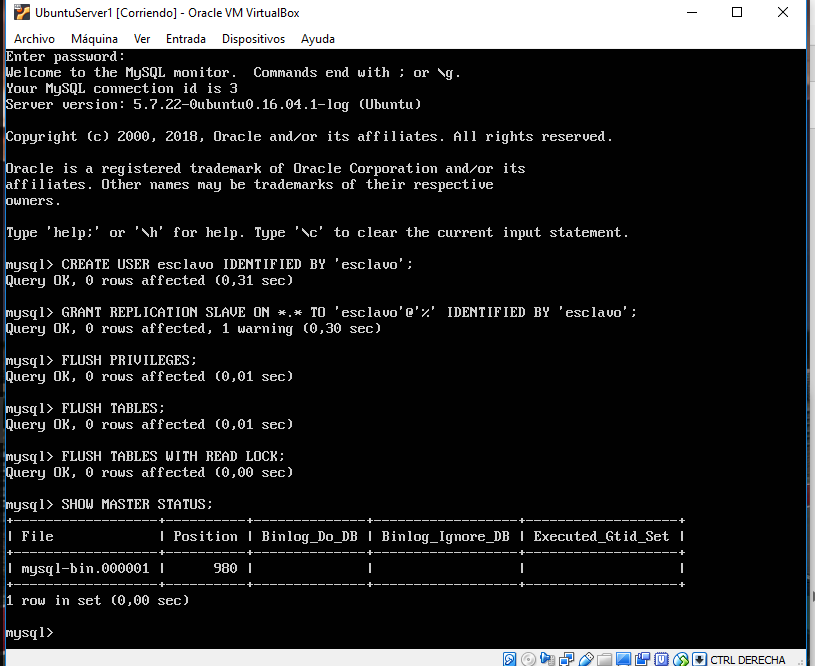 UbuntuServer1 [Corriendo] - Oracle VM VirtualBox
Archivo Máquina Ver Entrada Dispositivos Ayuda
Enter password:
Welcome to the MySQL monitor.  Commands end with ; or \g.
Your MySQL connection id is 3
Server version: 5.7.22-0ubuntu0.16.04.1-log (Ubuntu)
Copyright (c) 2000, 2018, Oracle and/or its affiliates. All rights reserved.
Oracle is a registered trademark of Oracle Corporation and/or its
affiliates. Other names may be trademarks of their respective
owners.
Type 'help;' or '\h' for help. Type '\c' to clear the current input statement.
mysql> CREATE USER esclavo IDENTIFIED BY 'esclavo';
Query OK, 0 rows affected (0,31 sec)
mysql> GRANT REPLICATION SLAVE ON *.* TO 'esclavo'@'%' IDENTIFIED BY 'esclavo';
Query OK, 0 rows affected, 1 warning (0,30 sec)
mysql> FLUSH PRIVILEGES;
Query OK, 0 rows affected (0,01 sec)
mysql> FLUSH TABLES;
Query OK, 0 rows affected (0,01 sec)
mysql> FLUSH TABLES WITH READ LOCK;
Query OK, 0 rows affected (0,00 sec)
mysql> SHOW MASTER STATUS;
+------------------+----------+--------------+------------------+-------------------+
| File             | Position | Binlog_Do_DB | Binlog_Ignore_DB | Executed_Gtid_Set |
+------------------+----------+--------------+------------------+-------------------+
| mysql-bin.000001 |      980 |              |                  |                   |
+------------------+----------+--------------+------------------+-------------------+
1 row in set (0,00 sec)
mysql>
CTRL DERECHA